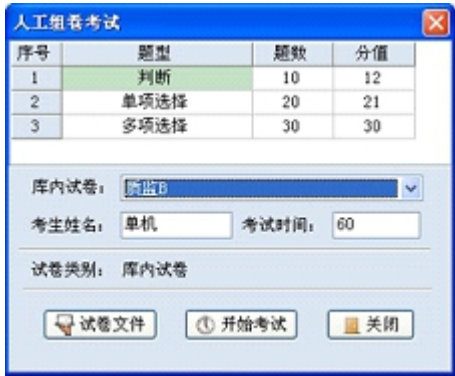 人工组卷考试
序号 题型 题数 分值
1 判断 10 12
2 单项选择 20 21
3 多项选择 30 30
库内试卷: 质监B
考生姓名: 单机 考试时间: 60
试卷类别: 库内试卷
试卷文件 开始考试 关闭